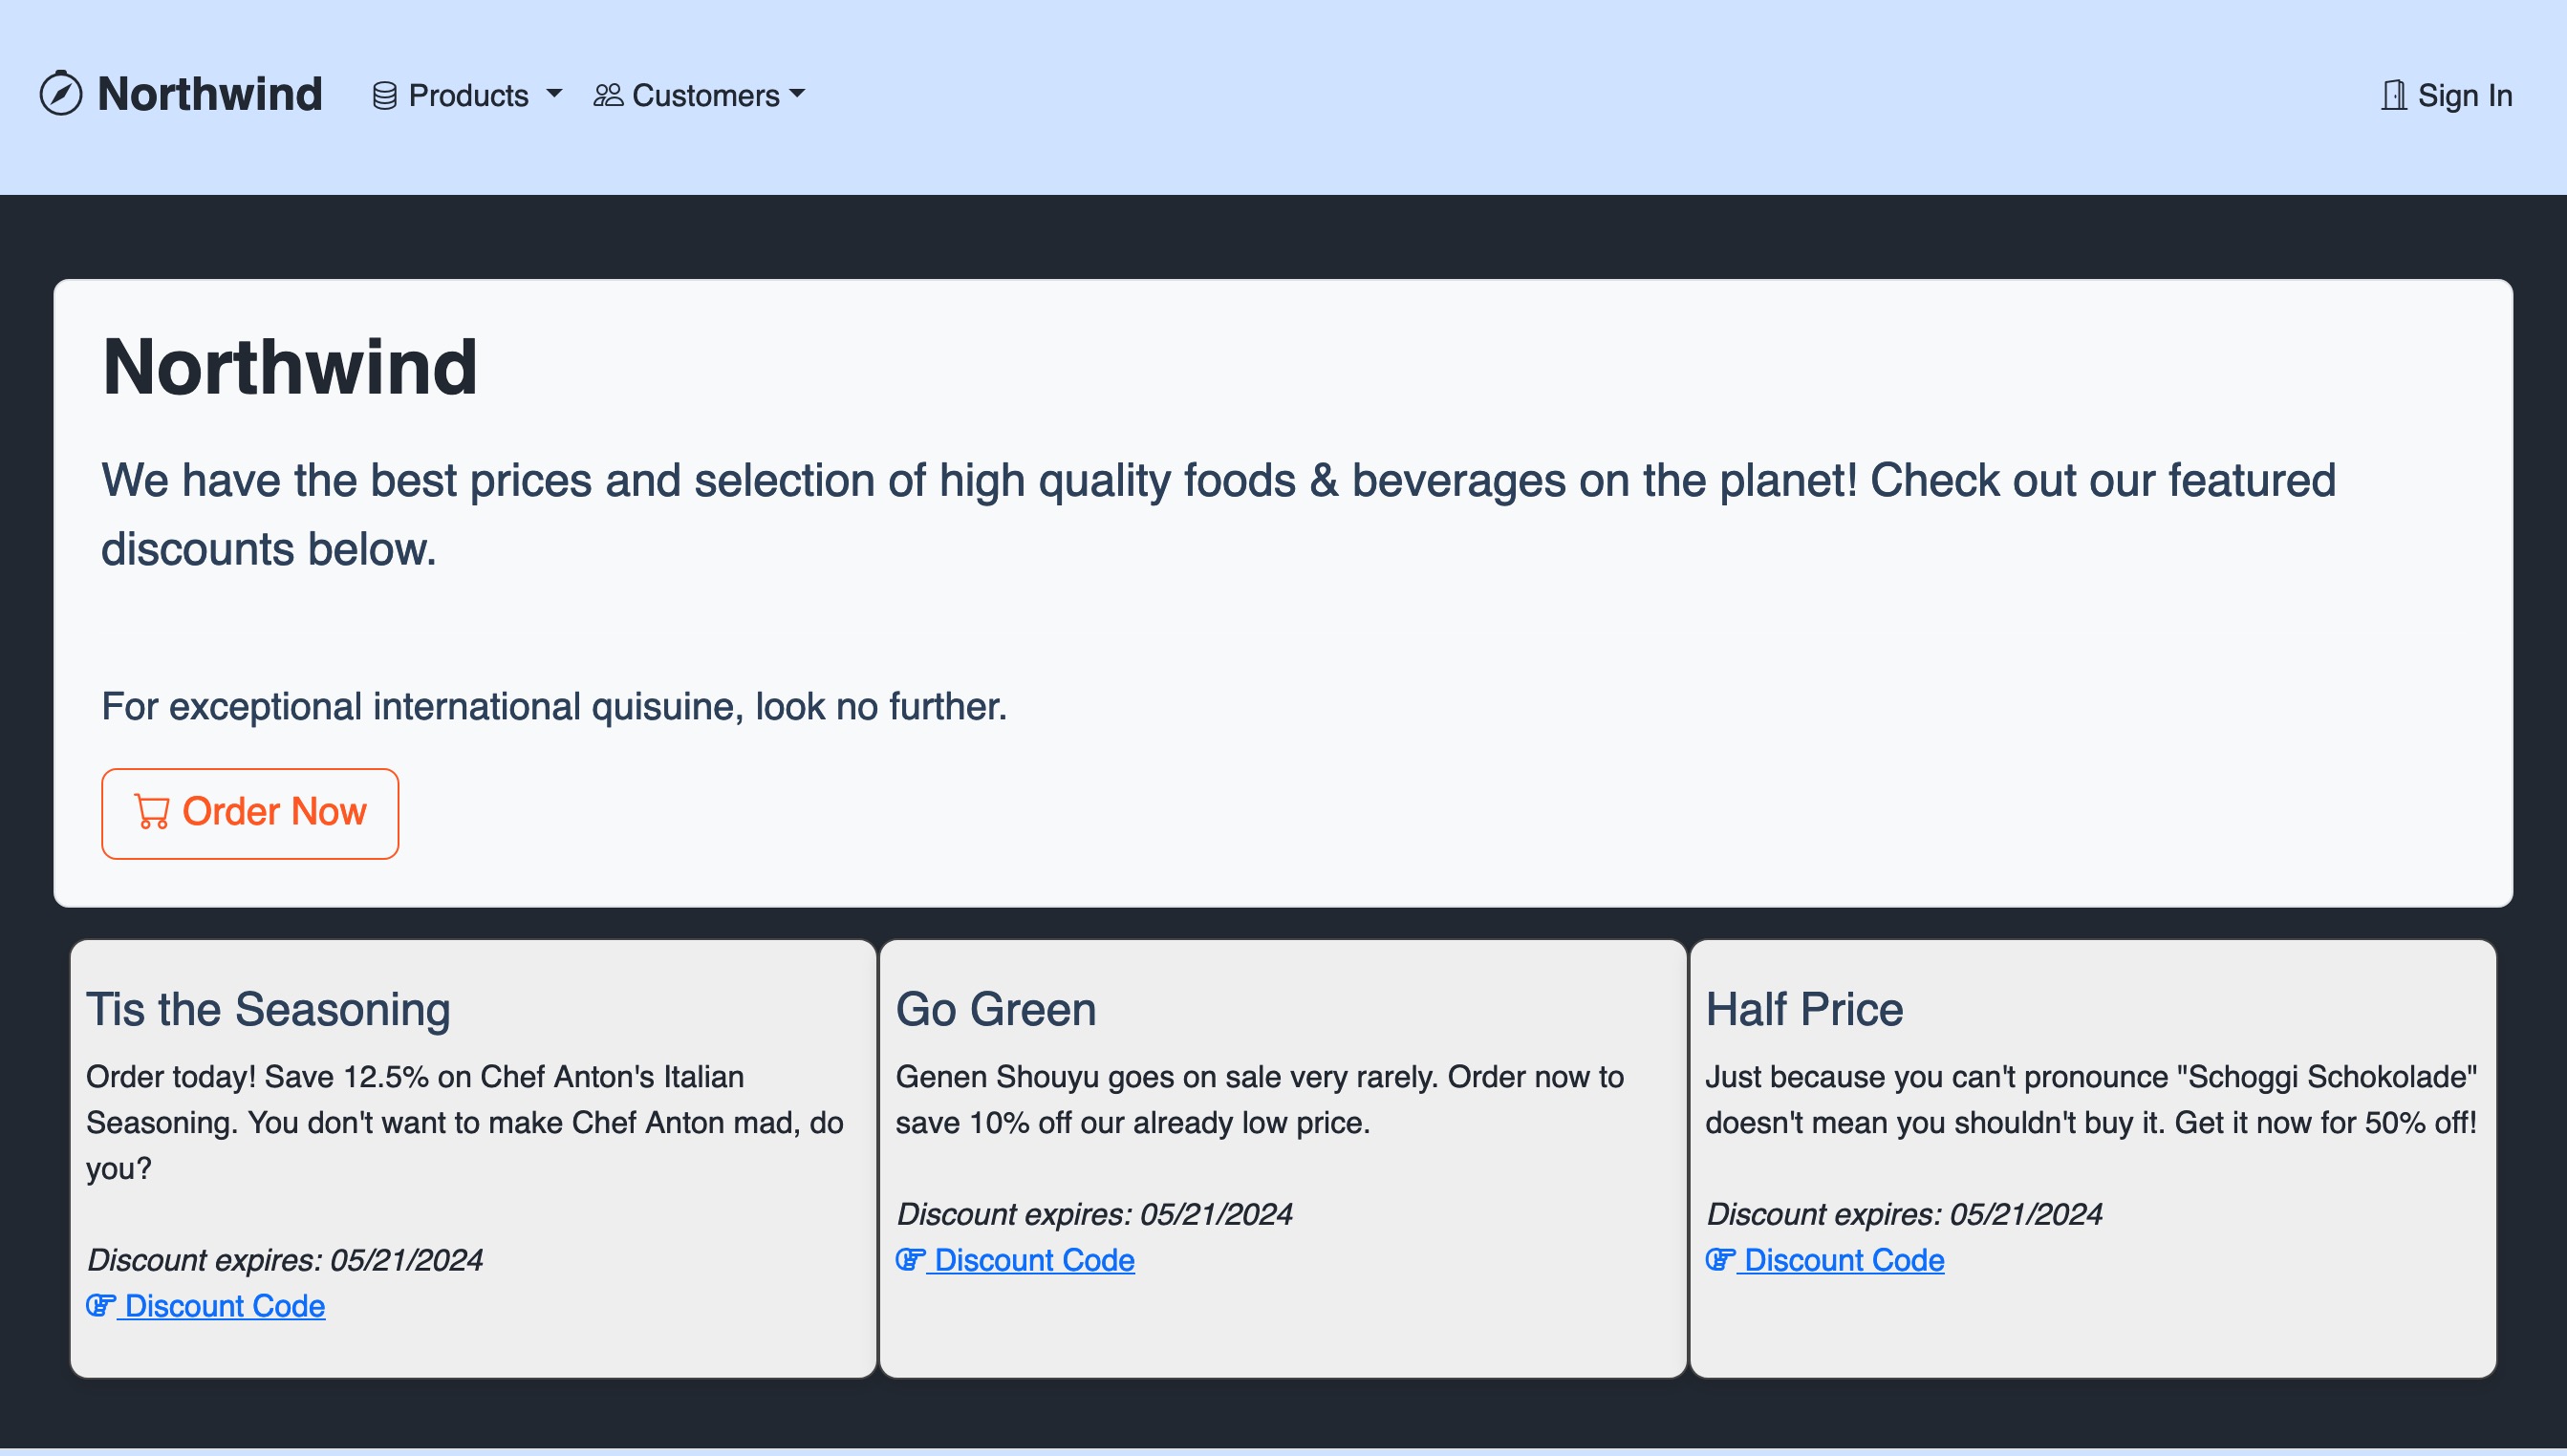 Northwind
Products
Customers
Sign In
Northwind
We have the best prices and selection of high quality foods & beverages on the planet! Check out our featured
discounts below.
For exceptional international quisuine, look no further.
Order Now
Tis the Seasoning
Order today! Save 12.5% on Chef Anton's Italian
Seasoning. You don't want to make Chef Anton mad, do
you?
Discount expires: 05/21/2024
Discount Code
Go Green
Genen Shouyu goes on sale very rarely. Order now to
save 10% off our already low price.
Discount expires: 05/21/2024
Discount Code
Half Price
Just because you can't pronounce "Schoggi Schokolade"
doesn't mean you shouldn't buy it. Get it now for 50% off!
Discount expires: 05/21/2024
Discount Code